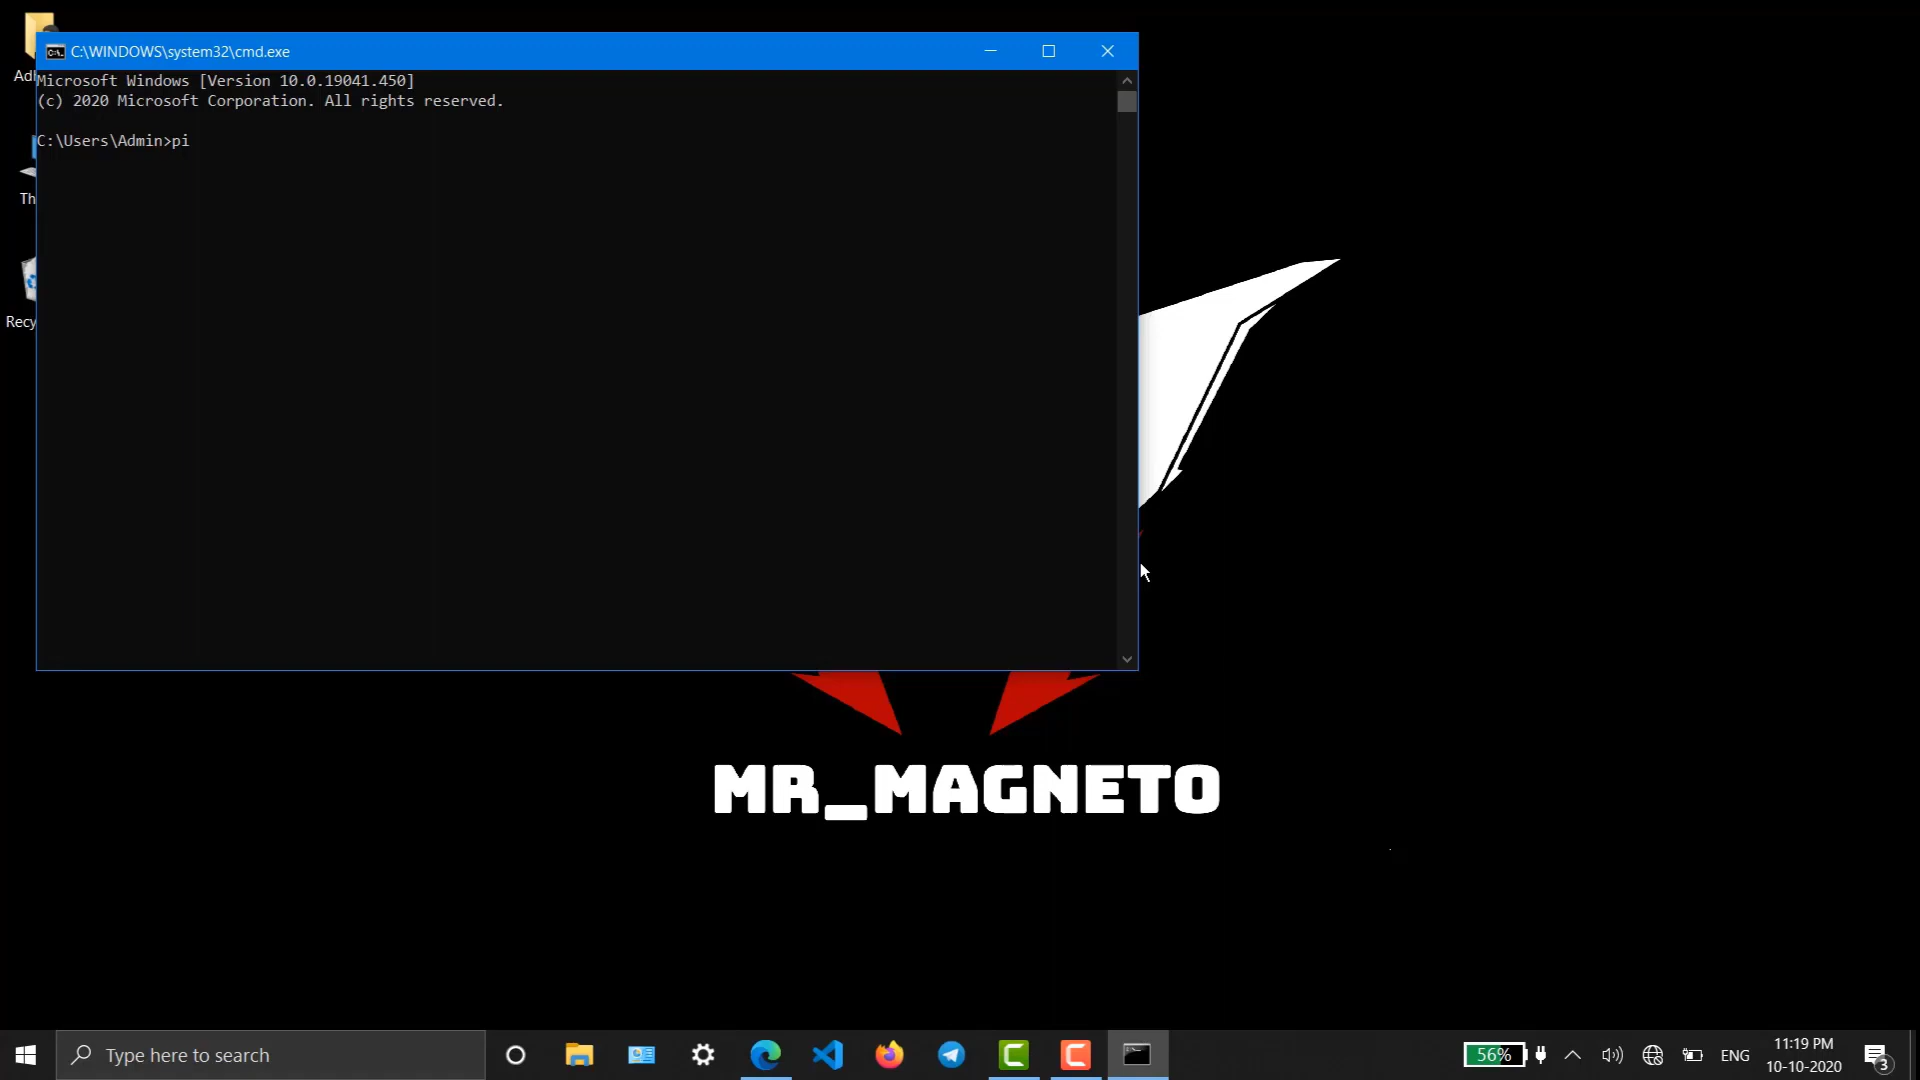 C:\WINDOWS\system32\cmd.exe
Microsoft Windows [Version 10.0.19041.450]
(c) 2020 Microsoft Corporation. All rights reserved.
C:\Users\Admin>pi
MR_MAGNETO
Type here to search
56%
ENG
11:19 PM
10-10-2020
3